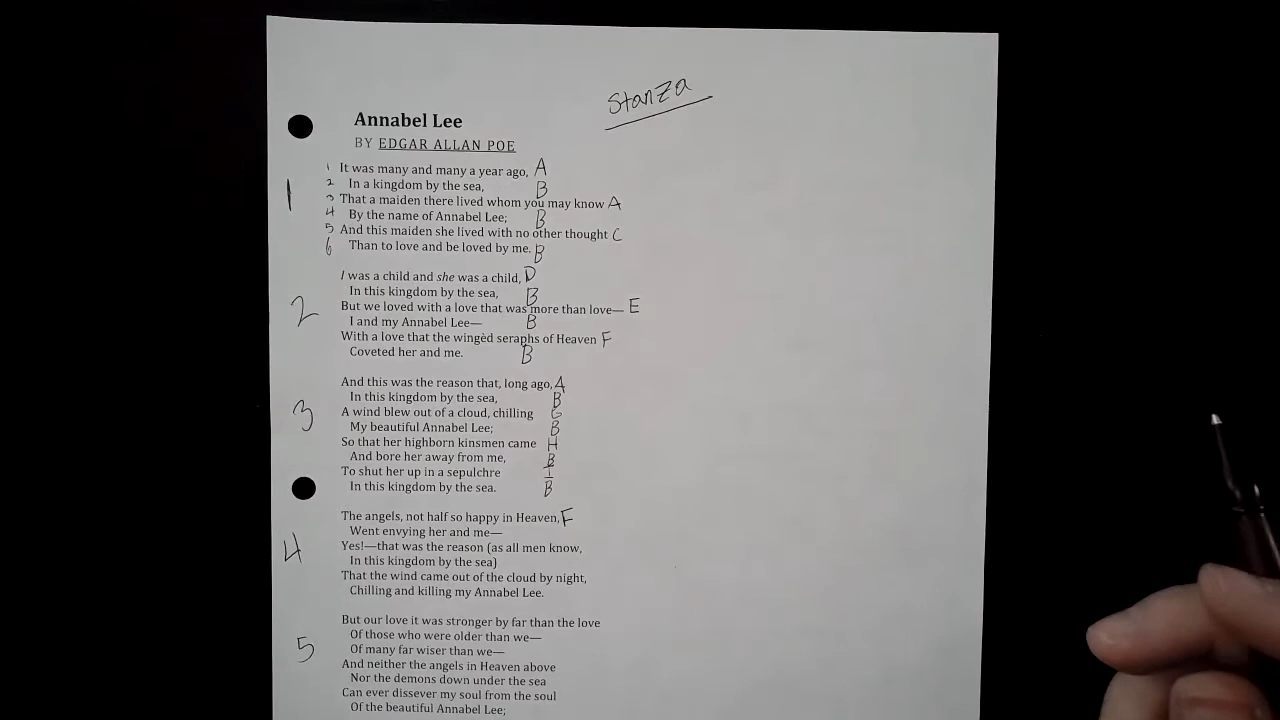 Stanza
Annabel Lee
BY EDGAR ALLAN POE
1 It was many and many a year ago, A
2 In a kingdom by the sea, B
1 3 That a maiden there lived whom you may know A
4 By the name of Annabel Lee; B
5 And this maiden she lived with no other thought C
6 Than to love and be loved by me. B
I was a child and she was a child, D
In this kingdom by the sea, B
2 But we loved with a love that was more than love— E
I and my Annabel Lee— B
With a love that the wingèd seraphs of Heaven F
Coveted her and me. B
And this was the reason that, long ago, A
In this kingdom by the sea, B
3 A wind blew out of a cloud, chilling G
My beautiful Annabel Lee; B
So that her highborn kinsmen came H
And bore her away from me, B
To shut her up in a sepulchre I
In this kingdom by the sea. B
The angels, not half so happy in Heaven, F
Went envying her and me—
4 Yes!—that was the reason (as all men know,
In this kingdom by the sea)
That the wind came out of the cloud by night,
Chilling and killing my Annabel Lee.
But our love it was stronger by far than the love
Of those who were older than we—
5 Of many far wiser than we—
And neither the angels in Heaven above
Nor the demons down under the sea
Can ever dissever my soul from the soul
Of the beautiful Annabel Lee;